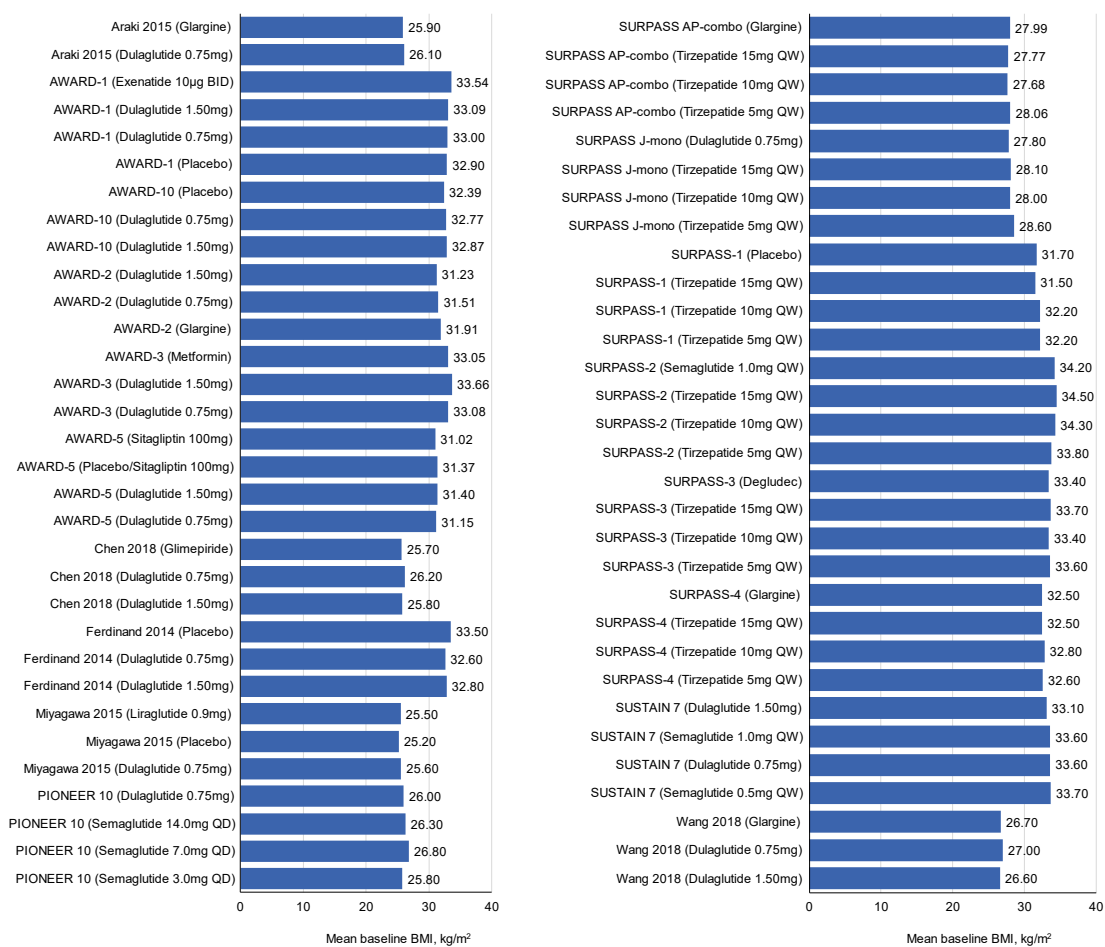 Araki 2015 (Glargine) 25.90
Araki 2015 (Dulaglutide 0.75mg) 26.10
AWARD-1 (Exenatide 10µg BID) 33.54
AWARD-1 (Dulaglutide 1.50mg) 33.09
AWARD-1 (Dulaglutide 0.75mg) 33.00
AWARD-1 (Placebo) 32.90
AWARD-10 (Placebo) 32.39
AWARD-10 (Dulaglutide 0.75mg) 32.77
AWARD-10 (Dulaglutide 1.50mg) 32.87
AWARD-2 (Dulaglutide 1.50mg) 31.23
AWARD-2 (Dulaglutide 0.75mg) 31.51
AWARD-2 (Glargine) 31.91
AWARD-3 (Metformin) 33.05
AWARD-3 (Dulaglutide 1.50mg) 33.66
AWARD-3 (Dulaglutide 0.75mg) 33.08
AWARD-5 (Sitagliptin 100mg) 31.02
AWARD-5 (Placebo/Sitagliptin 100mg) 31.37
AWARD-5 (Dulaglutide 1.50mg) 31.40
AWARD-5 (Dulaglutide 0.75mg) 31.15
Chen 2018 (Glimepiride) 25.70
Chen 2018 (Dulaglutide 0.75mg) 26.20
Chen 2018 (Dulaglutide 1.50mg) 25.80
Ferdinand 2014 (Placebo) 33.50
Ferdinand 2014 (Dulaglutide 0.75mg) 32.60
Ferdinand 2014 (Dulaglutide 1.50mg) 32.80
Miyagawa 2015 (Liraglutide 0.9mg) 25.50
Miyagawa 2015 (Placebo) 25.20
Miyagawa 2015 (Dulaglutide 0.75mg) 25.60
PIONEER 10 (Dulaglutide 0.75mg) 26.00
PIONEER 10 (Semaglutide 14.0mg QD) 26.30
PIONEER 10 (Semaglutide 7.0mg QD) 26.80
PIONEER 10 (Semaglutide 3.0mg QD) 25.80
0 10 20 30 40
Mean baseline BMI, kg/m²
SURPASS AP-combo (Glargine) 27.99
SURPASS AP-combo (Tirzepatide 15mg QW) 27.77
SURPASS AP-combo (Tirzepatide 10mg QW) 27.68
SURPASS AP-combo (Tirzepatide 5mg QW) 28.06
SURPASS J-mono (Dulaglutide 0.75mg) 27.80
SURPASS J-mono (Tirzepatide 15mg QW) 28.10
SURPASS J-mono (Tirzepatide 10mg QW) 28.00
SURPASS J-mono (Tirzepatide 5mg QW) 28.60
SURPASS-1 (Placebo) 31.70
SURPASS-1 (Tirzepatide 15mg QW) 31.50
SURPASS-1 (Tirzepatide 10mg QW) 32.20
SURPASS-1 (Tirzepatide 5mg QW) 32.20
SURPASS-2 (Semaglutide 1.0mg QW) 34.20
SURPASS-2 (Tirzepatide 15mg QW) 34.50
SURPASS-2 (Tirzepatide 10mg QW) 34.30
SURPASS-2 (Tirzepatide 5mg QW) 33.80
SURPASS-3 (Degludec) 33.40
SURPASS-3 (Tirzepatide 15mg QW) 33.70
SURPASS-3 (Tirzepatide 10mg QW) 33.40
SURPASS-3 (Tirzepatide 5mg QW) 33.60
SURPASS-4 (Glargine) 32.50
SURPASS-4 (Tirzepatide 15mg QW) 32.50
SURPASS-4 (Tirzepatide 10mg QW) 32.80
SURPASS-4 (Tirzepatide 5mg QW) 32.60
SUSTAIN 7 (Dulaglutide 1.50mg) 33.10
SUSTAIN 7 (Semaglutide 1.0mg QW) 33.60
SUSTAIN 7 (Dulaglutide 0.75mg) 33.60
SUSTAIN 7 (Semaglutide 0.5mg QW) 33.70
Wang 2018 (Glargine) 26.70
Wang 2018 (Dulaglutide 0.75mg) 27.00
Wang 2018 (Dulaglutide 1.50mg) 26.60
0 10 20 30 40
Mean baseline BMI, kg/m²